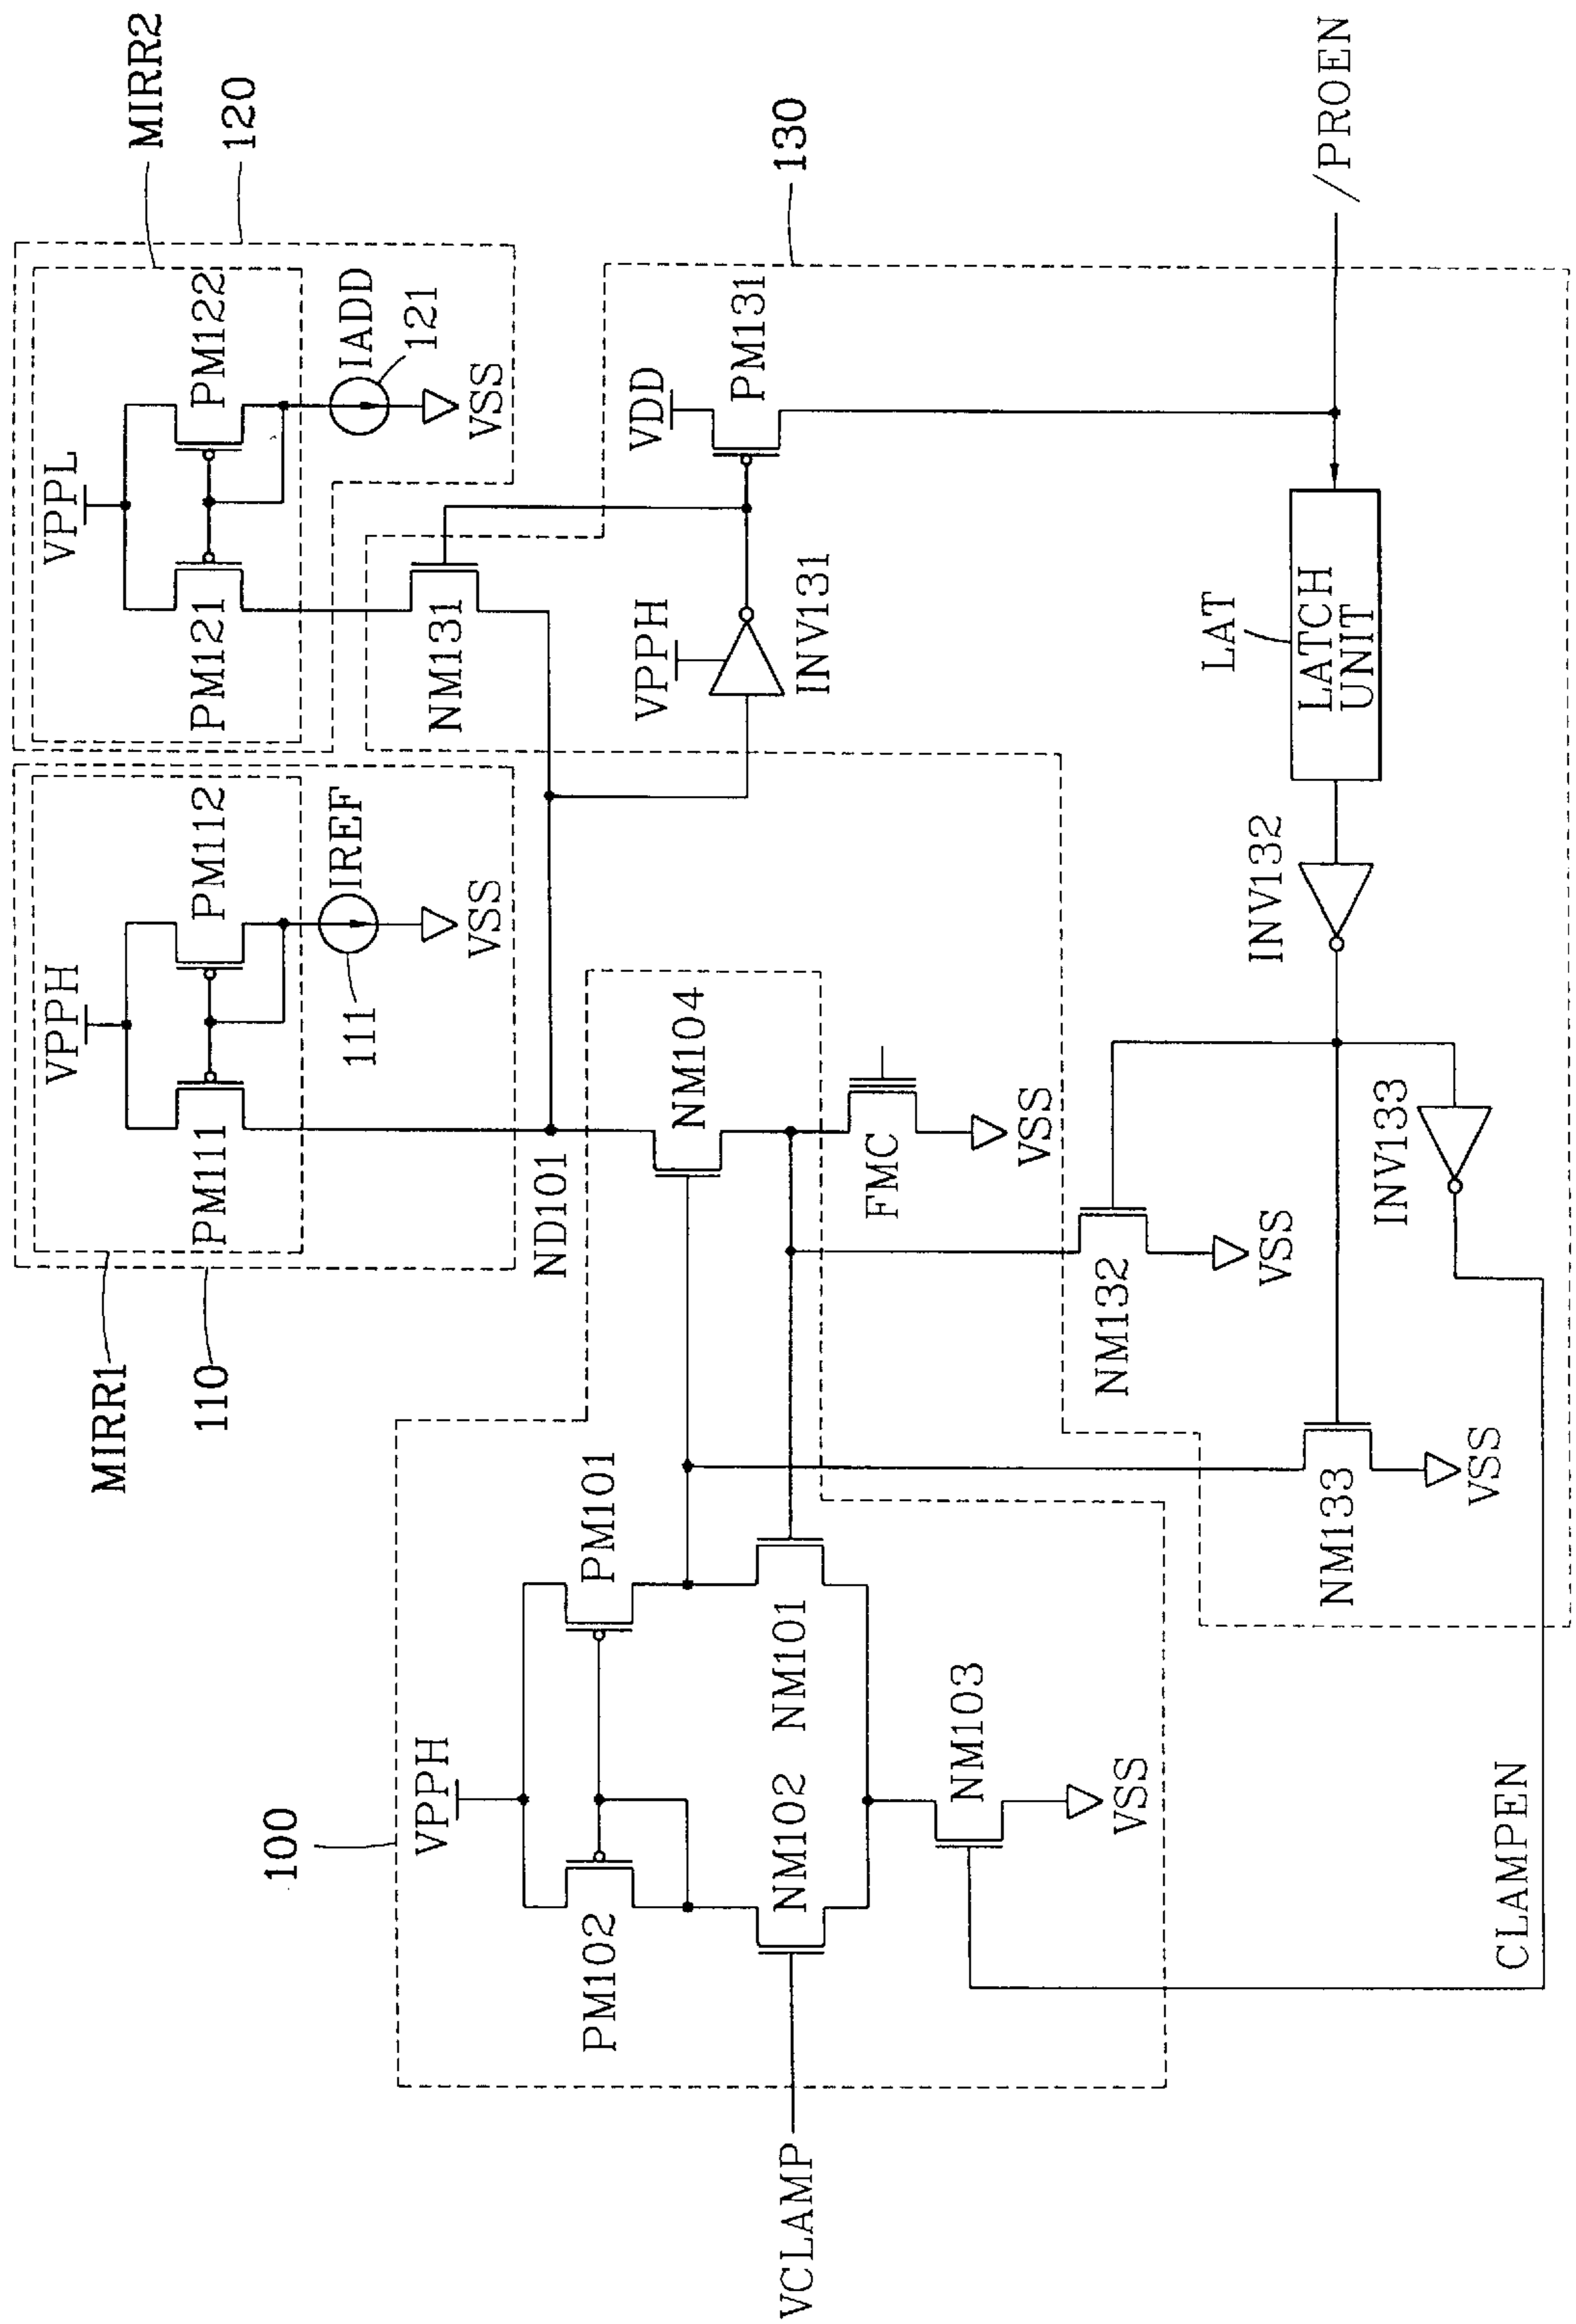 MIRR2
120
VPPL
PM121
PM122
IADD
121
VSS
MIRR1
110
VPPH
PM111
PM112
IREF
111
VSS
130
NM131
VPPH
INV131
VDD
PM131
/PROEN
ND101
NM104
FMC
VSS
LAT
LATCH
UNIT
INV132
INV133
NM132
VSS
NM133
VSS
100
VPPH
PM102
PM101
NM102
NM101
NM103
VSS
VCLAMP
CLAMPEN